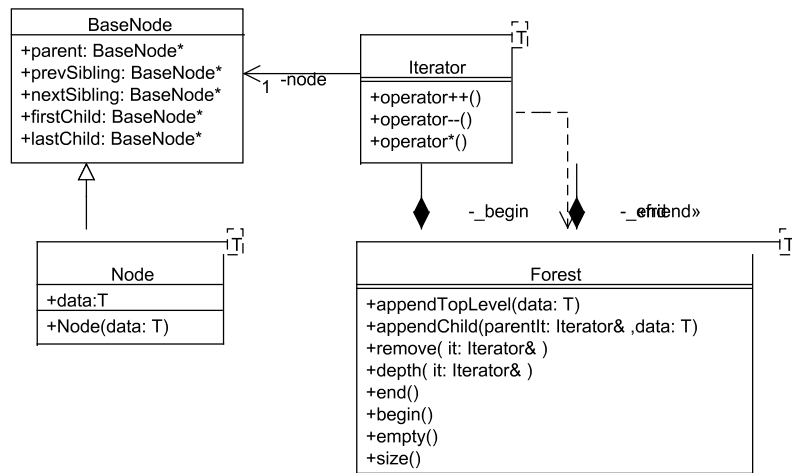 BaseNode
+parent: BaseNode*
+prevSibling: BaseNode*
+nextSibling: BaseNode*
+firstChild: BaseNode*
+lastChild: BaseNode*
1
-node
T
Iterator
+operator++()
+operator--()
+operator*()
-_begin
-_end
«friend»
T
Node
+data:T
+Node(data: T)
T
Forest
+appendTopLevel(data: T)
+appendChild(parentIt: Iterator& ,data: T)
+remove( it: Iterator& )
+depth( it: Iterator& )
+end()
+begin()
+empty()
+size()